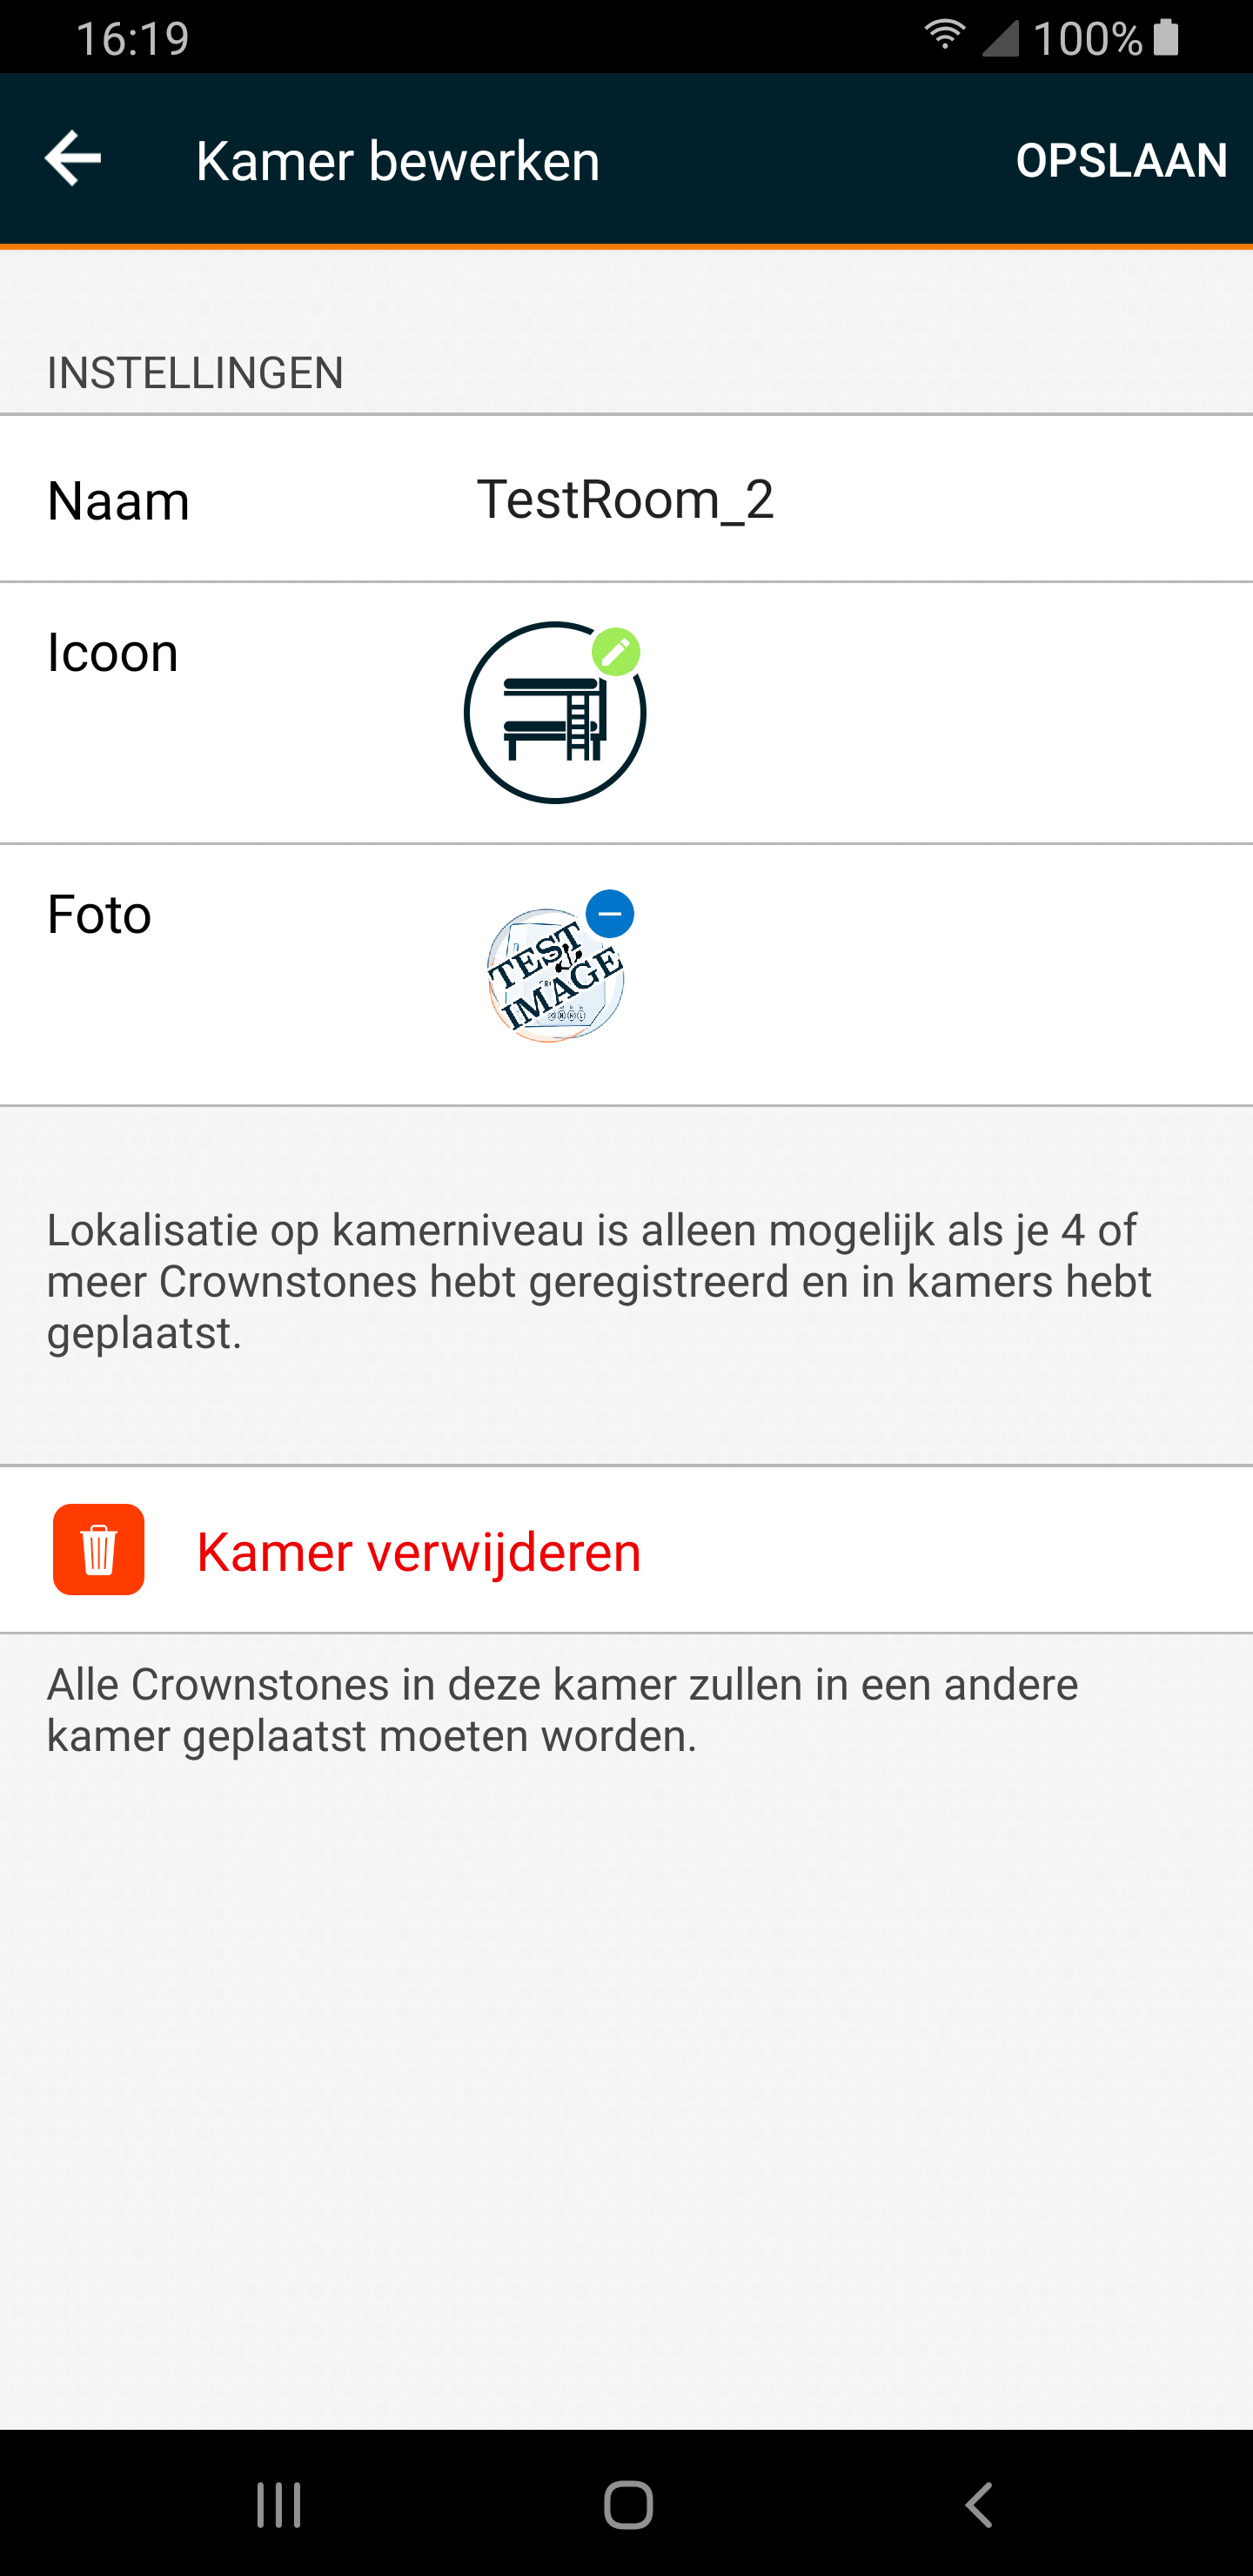 16:19
100%
Kamer bewerken
OPSLAAN
INSTELLINGEN
Naam
TestRoom_2
Icoon
Foto
TEST
IMAGE
Lokalisatie op kamerniveau is alleen mogelijk als je 4 of
meer Crownstones hebt geregistreerd en in kamers hebt
geplaatst.
Kamer verwijderen
Alle Crownstones in deze kamer zullen in een andere
kamer geplaatst moeten worden.